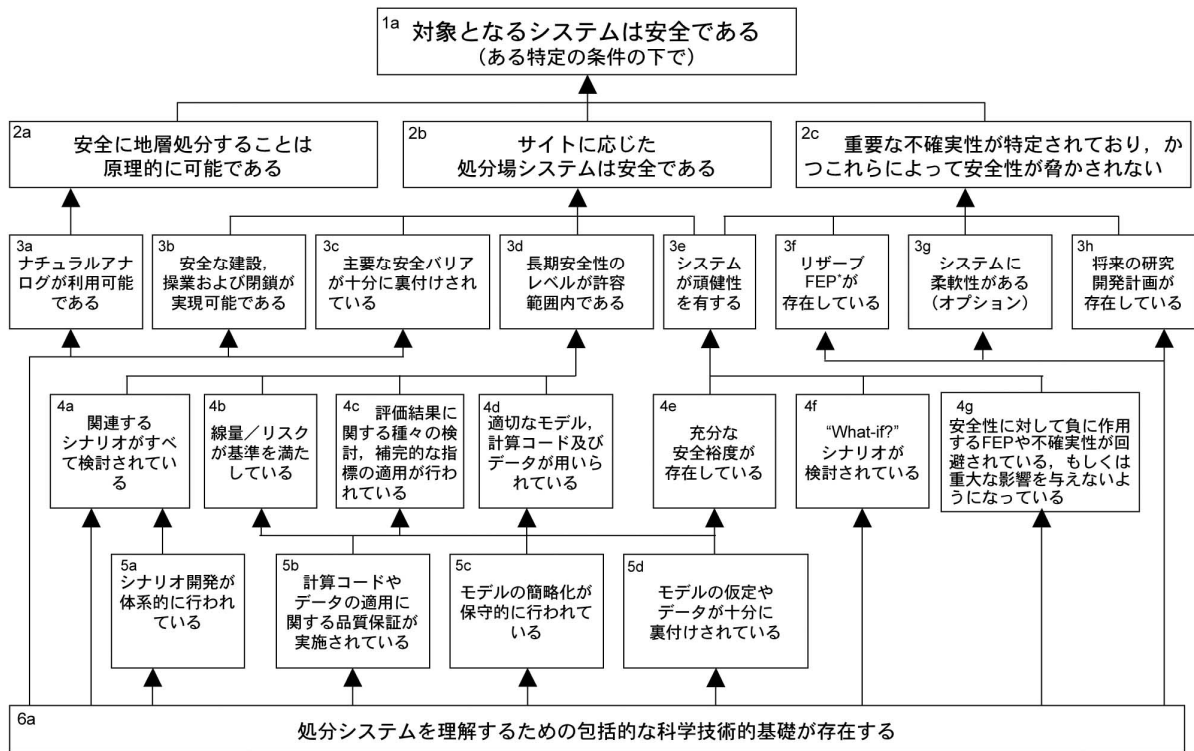 1a
対象となるシステムは安全である
（ある特定の条件の下で）
2a
安全に地層処分することは
原理的に可能である
2b
サイトに応じた
処分場システムは安全である
2c
重要な不確実性が特定されており，か
つこれらによって安全性が脅かされない
3a
ナチュラルアナ
ログが利用可能
である
3b
安全な建設，
操業および閉鎖が
実現可能である
3c
主要な安全バリア
が十分に裏付けされ
ている
3d
長期安全性の
レベルが許容
範囲内である
3e
システム
が頑健性
を有する
3f
リザーブ
FEP*が
存在している
3g
システムに
柔軟性がある
（オプション）
3h
将来の研究
開発計画が
存在している
4a
関連する
シナリオがすべ
て検討されてい
る
4b
線量／リスク
が基準を満たし
ている
4c
評価結果に
関する種々の検
討，補完的な指
標の適用が行わ
れている
4d
適切なモデル，
計算コード及び
データが用いら
れている
4e
充分な
安全裕度が
存在している
4f
“What-if?”
シナリオが
検討されている
4g
安全性に対して負に作用
するFEPや不確実性が回
避されている，もしくは
重大な影響を与えないよ
うになっている
5a
シナリオ開発が
体系的に行われ
ている
5b
計算コードや
データの適用に
関する品質保証が
実施されている
5c
モデルの簡略化が
保守的に行われて
いる
5d
モデルの仮定や
データが十分に
裏付けされている
6a
処分システムを理解するための包括的な科学技術的基礎が存在する